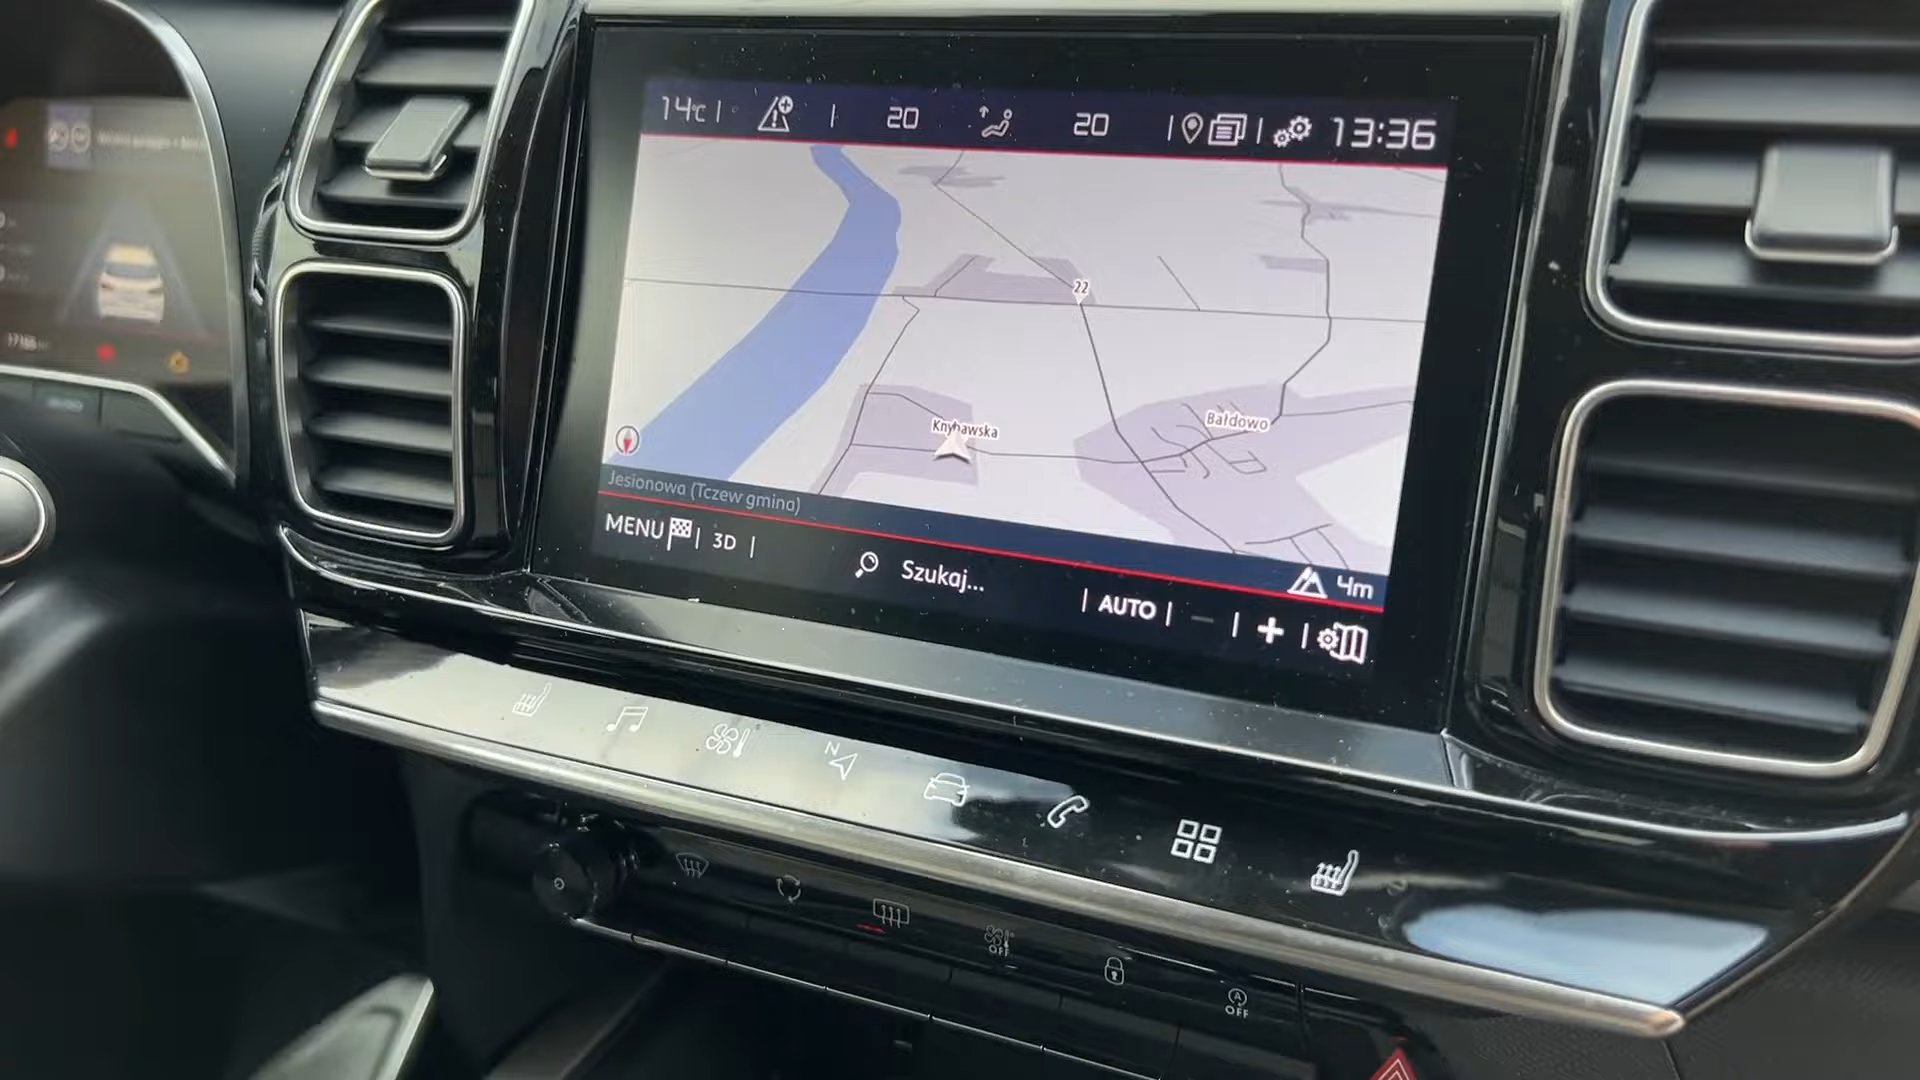 14°C
20
20
13:36
22
Knybawska
Bałdowo
Jesionowa (Tczew gmina)
MENU
3D
Szukaj...
AUTO
4m
N
OFF
A
OFF